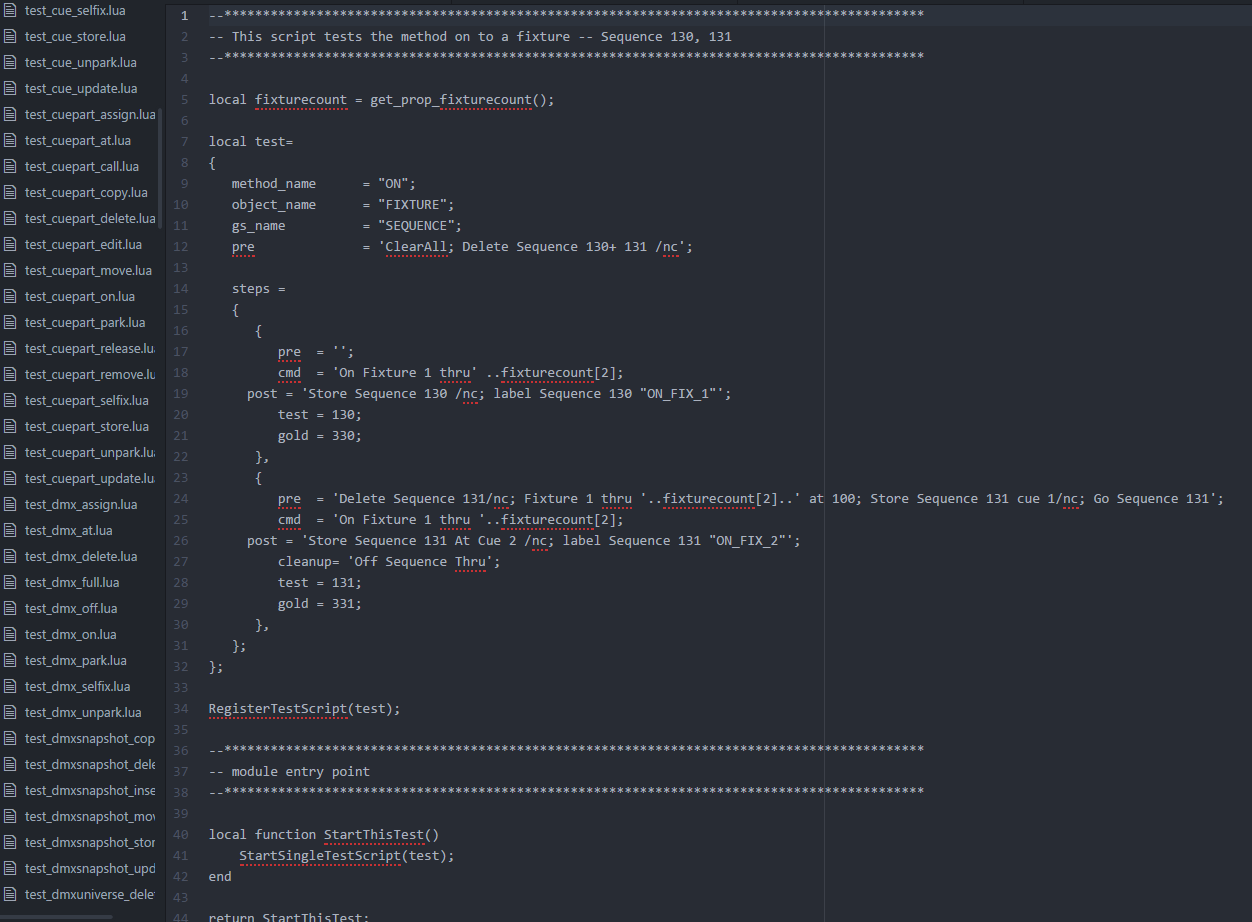 test_cue_selfix.lua
test_cue_store.lua
test_cue_unpark.lua
test_cue_update.lua
test_cuepart_assign.lua
test_cuepart_at.lua
test_cuepart_call.lua
test_cuepart_copy.lua
test_cuepart_delete.lua
test_cuepart_edit.lua
test_cuepart_move.lua
test_cuepart_on.lua
test_cuepart_park.lua
test_cuepart_release.lu
test_cuepart_remove.lu
test_cuepart_selfix.lua
test_cuepart_store.lua
test_cuepart_unpark.lua
test_cuepart_update.lu
test_dmx_assign.lua
test_dmx_at.lua
test_dmx_delete.lua
test_dmx_full.lua
test_dmx_off.lua
test_dmx_on.lua
test_dmx_park.lua
test_dmx_selfix.lua
test_dmx_unpark.lua
test_dmxsnapshot_cop
test_dmxsnapshot_dele
test_dmxsnapshot_inse
test_dmxsnapshot_mov
test_dmxsnapshot_stor
test_dmxsnapshot_upd
test_dmxuniverse_delet
1 --*******************************************************************************************
2 -- This script tests the method on to a fixture -- Sequence 130, 131
3 --*******************************************************************************************
4
5 local fixturecount = get_prop_fixturecount();
6
7 local test=
8 {
9 method_name = "ON";
10 object_name = "FIXTURE";
11 gs_name = "SEQUENCE";
12 pre = 'ClearAll; Delete Sequence 130+ 131 /nc';
13
14 steps =
15 {
16 {
17 pre = '';
18 cmd = 'On Fixture 1 thru' ..fixturecount[2];
19 post = 'Store Sequence 130 /nc; label Sequence 130 "ON_FIX_1"';
20 test = 130;
21 gold = 330;
22 },
23 {
24 pre = 'Delete Sequence 131/nc; Fixture 1 thru '..fixturecount[2]..' at 100; Store Sequence 131 cue 1/nc; Go Sequence 131';
25 cmd = 'On Fixture 1 thru '..fixturecount[2];
26 post = 'Store Sequence 131 At Cue 2 /nc; label Sequence 131 "ON_FIX_2"';
27 cleanup= 'Off Sequence Thru';
28 test = 131;
29 gold = 331;
30 },
31 };
32 };
33
34 RegisterTestScript(test);
35
36 --*******************************************************************************************
37 -- module entry point
38 --*******************************************************************************************
39
40 local function StartThisTest()
41 StartSingleTestScript(test);
42 end
43
44 return StartThisTest;